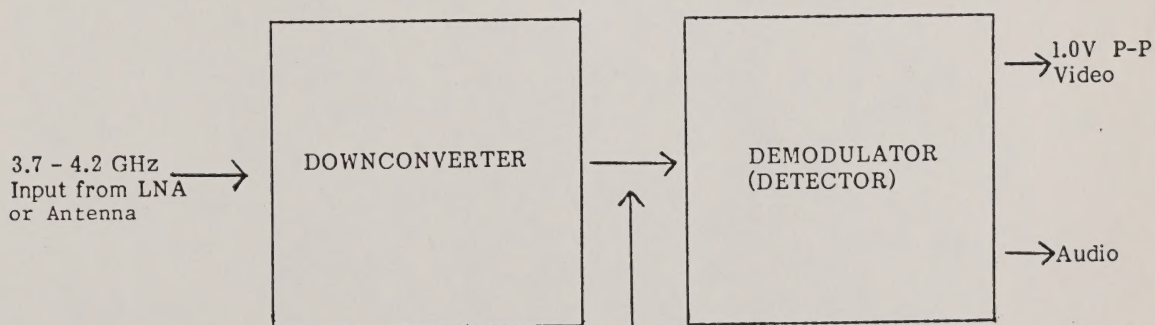 3.7 - 4.2 GHz
Input from LNA
or Antenna
DOWNCONVERTER
DEMODULATOR
(DETECTOR)
1.0V P-P
Video
Audio